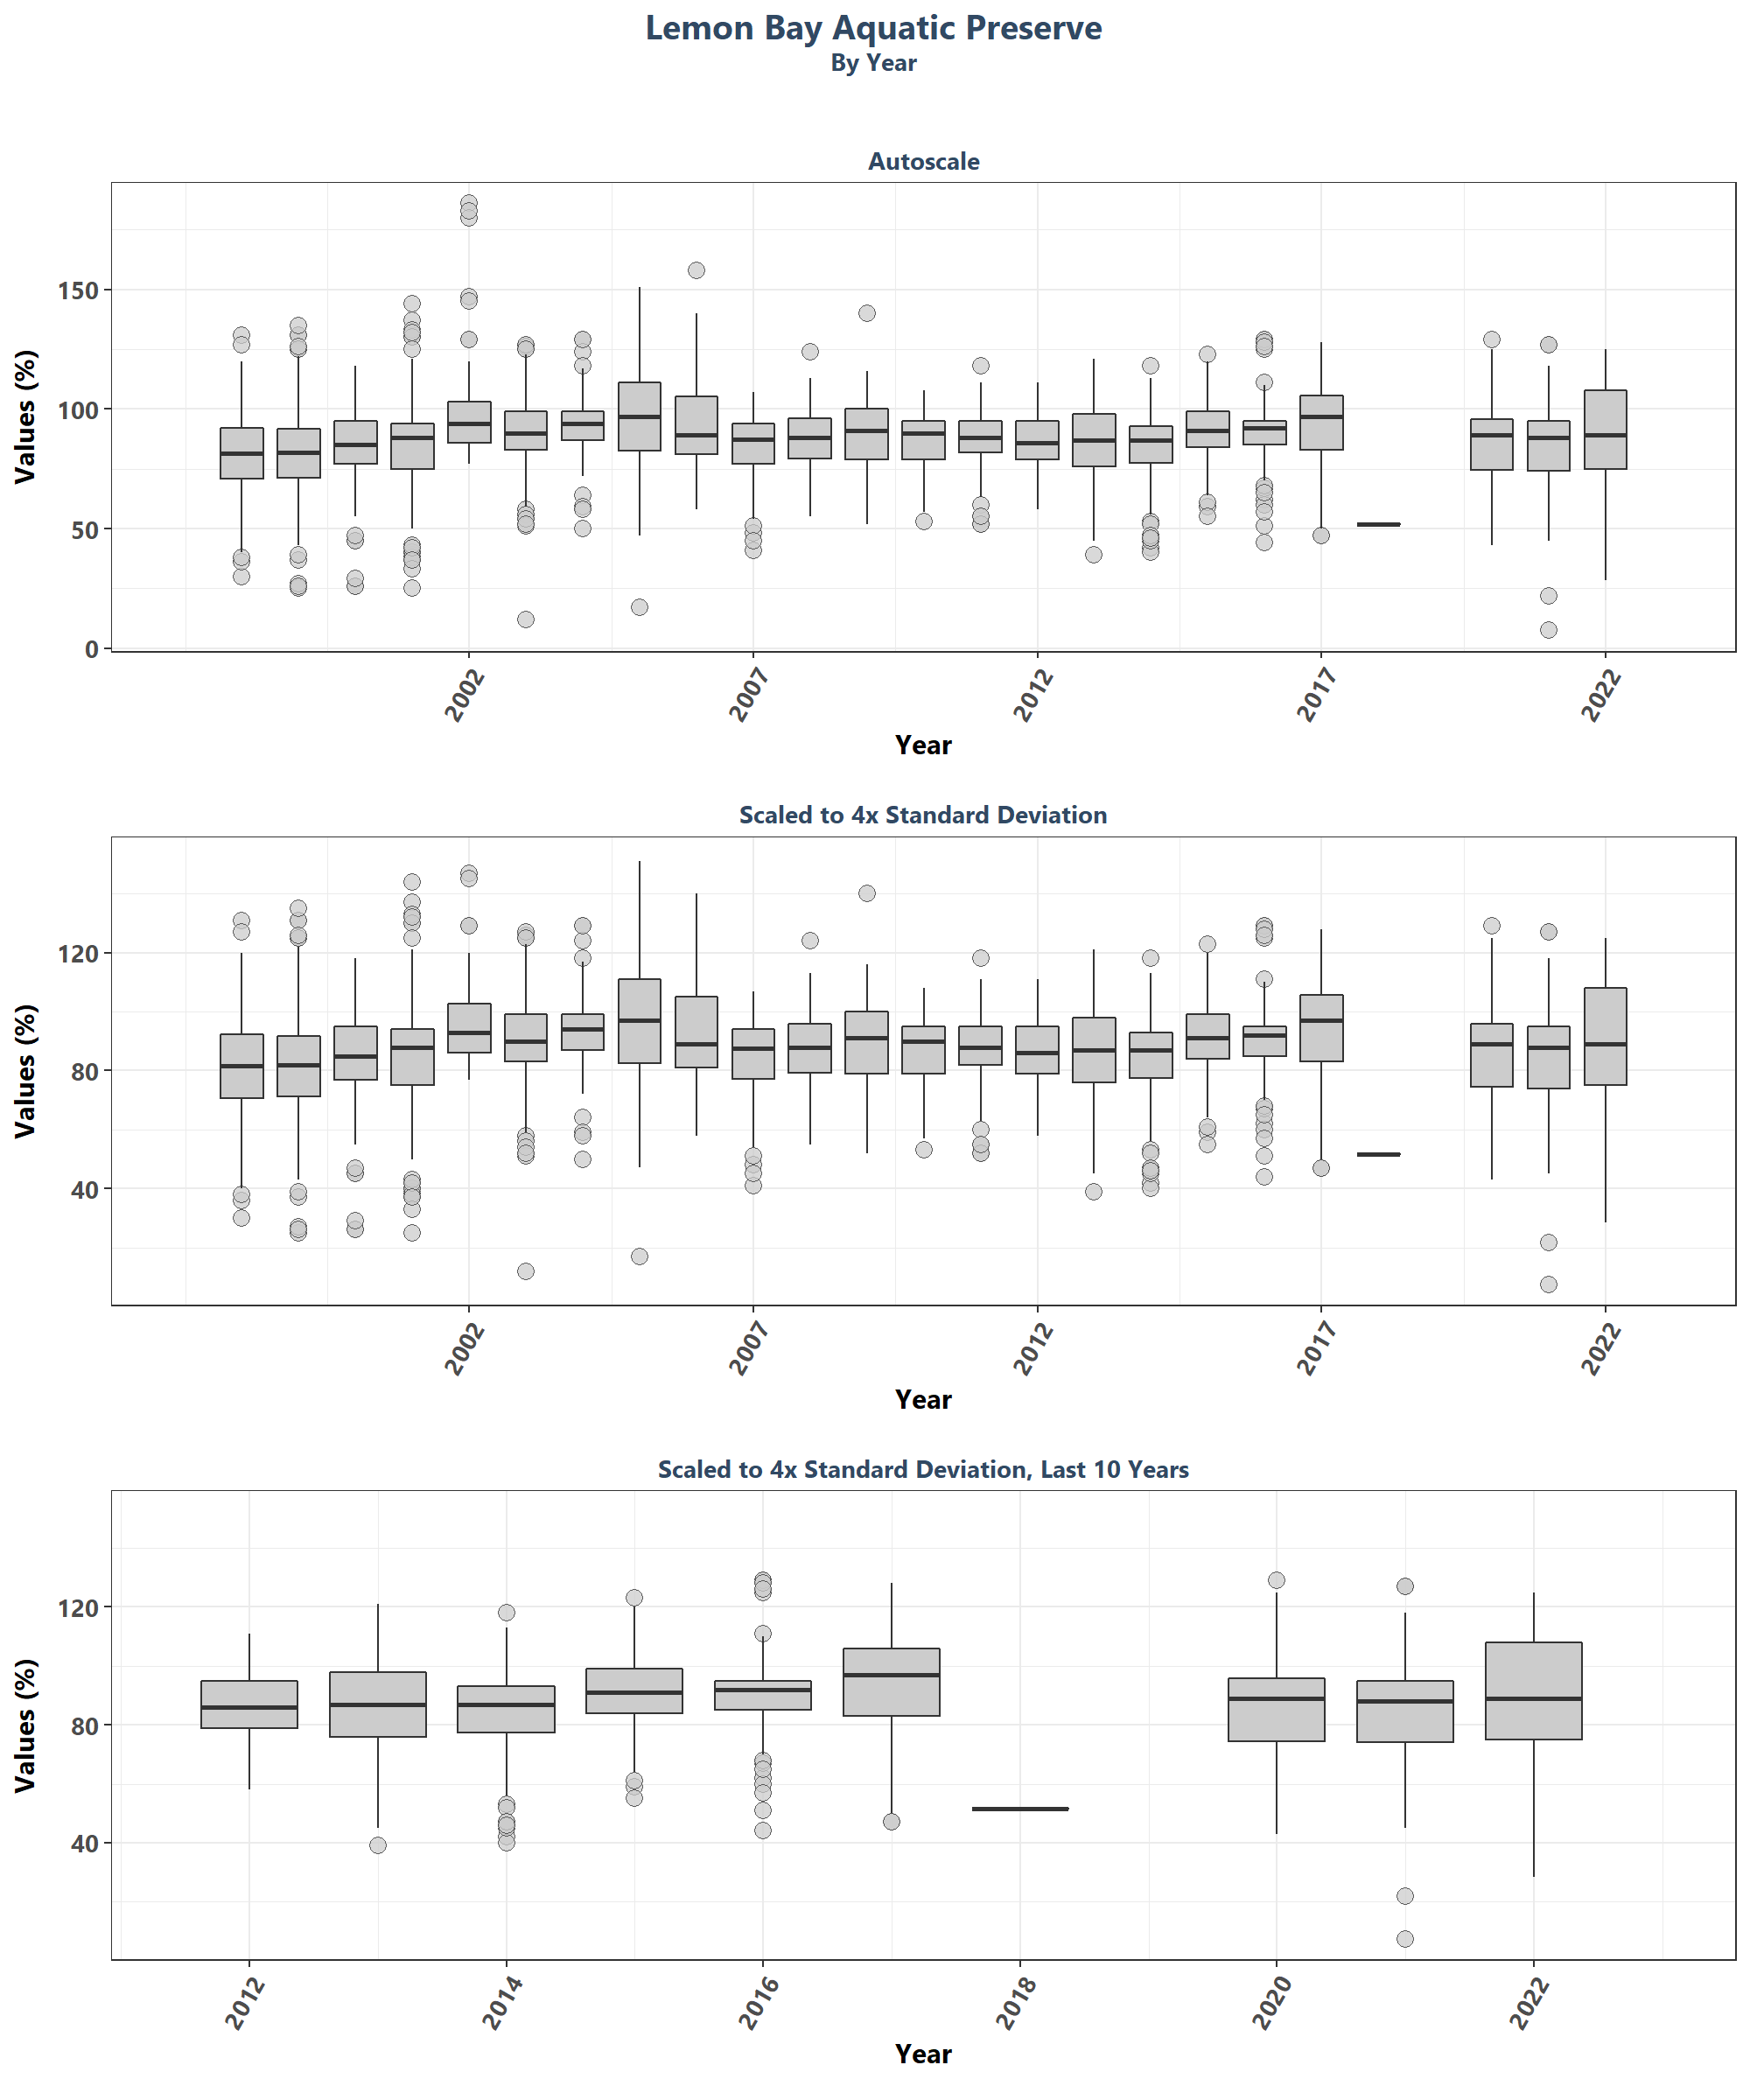 Lemon Bay Aquatic Preserve
By Year
Autoscale
Values (%)
150
100
50
0
2002
2007
2012
2017
2022
Year
Scaled to 4x Standard Deviation
Values (%)
120
80
40
2002
2007
2012
2017
2022
Year
Scaled to 4x Standard Deviation, Last 10 Years
Values (%)
120
80
40
2012
2014
2016
2018
2020
2022
Year